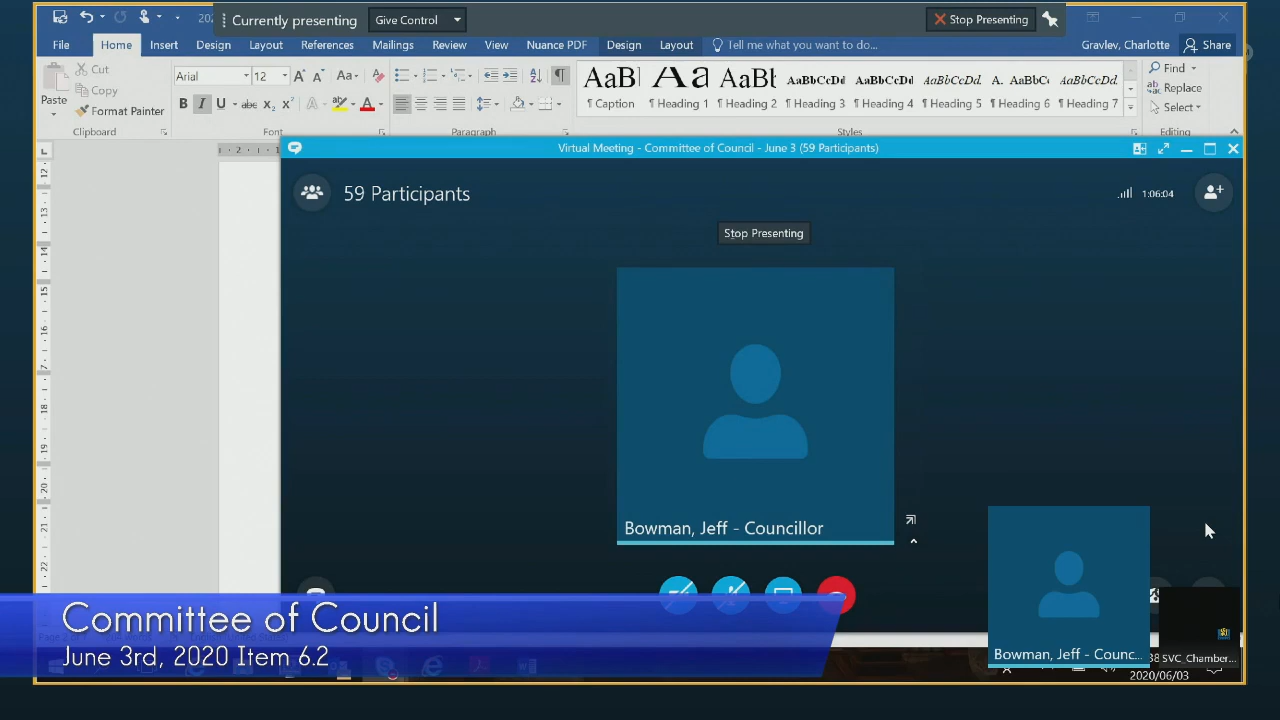 202
Currently presenting
Give Control
Stop Presenting
File Home Insert Design Layout References Mailings Review View Nuance PDF Design Layout Tell me what you want to do...
Gravlev, Charlotte
Share
Paste
Cut
Copy
Format Painter
Clipboard
Arial
12
Font
Paragraph
AaBl AaBbCc AaBbCcDd AaBbCcDd AaBbCcDd A. AaBbCc AaBbCcDd
¶ Caption ¶ Heading 1 ¶ Heading 2 ¶ Heading 3 ¶ Heading 4 ¶ Heading 5 ¶ Heading 6 ¶ Heading 7
Styles
Find
Replace
Select
Editing
Virtual Meeting - Committee of Council - June 3 (59 Participants)
59 Participants
1:06:04
Stop Presenting
Bowman, Jeff - Councillor
Bowman, Jeff - Counc...
SVC_Chamber...
2020/06/03
Committee of Council
June 3rd, 2020 Item 6.2